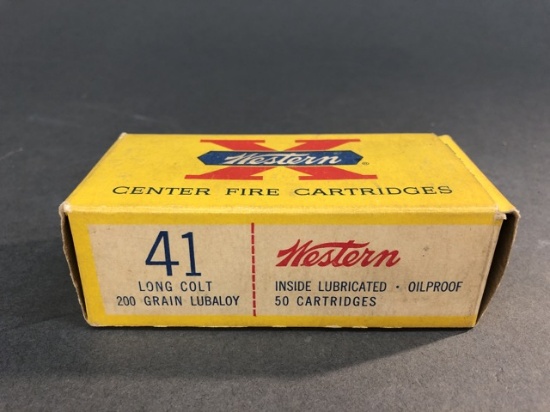 X
Western
®
CENTER FIRE CARTRIDGES
41
LONG COLT
200 GRAIN LUBALOY
Western
INSIDE LUBRICATED · OILPROOF
50 CARTRIDGES